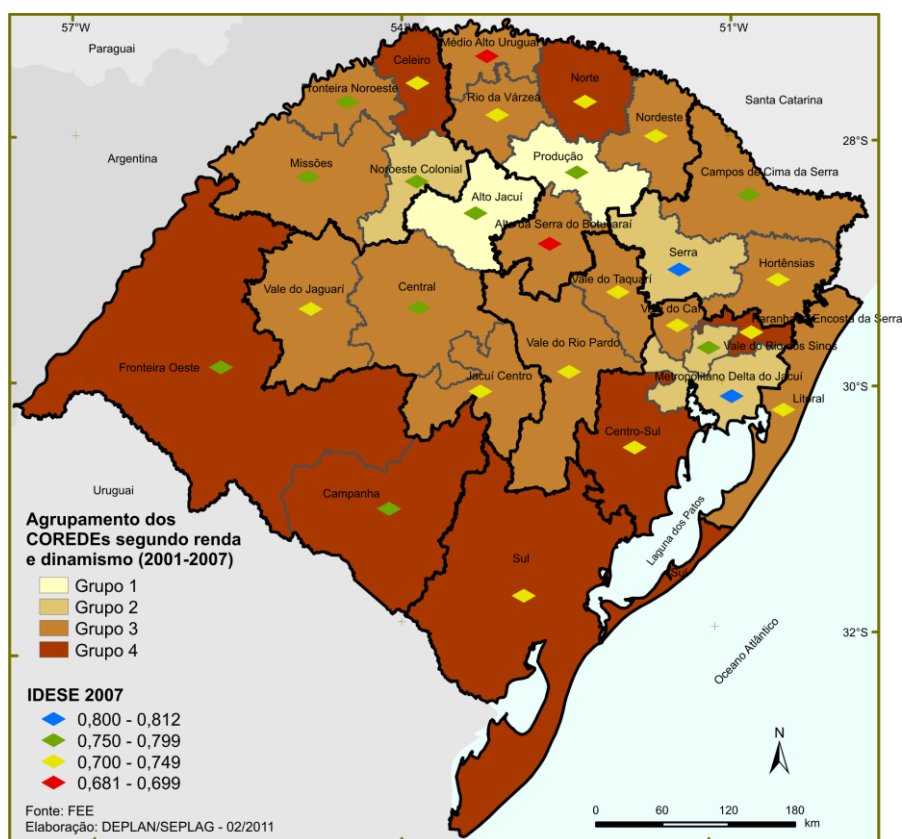 57°W
54°
51°W
Paraguai
Médio Alto Urugua
Celeiro
Norte
Fronteira Noroeste
Rio da Várzea
Santa Catarina
Nordeste
28°S
Argentina
Produção
Missões
Noroeste Colonial
Campos de Cima da Serra
Alto Jacuí
Alto da Serra do Botucaraí
Serra
Hortênsias
Vale do Taquarí
Vale do Jaguarí
Central
Vale do Caí
Paranhana Encosta da Serra
Vale do Rio Pardo
Vale do Rio dos Sinos
Fronteira Oeste
Jacuí Centro
Metropolitano Delta do Jacuí
30°S
Litoral
Centro-Sul
Uruguai
Campanha
Laguna dos Patos
Agrupamento dos
COREDEs segundo renda
e dinamismo (2001-2007)
Sul
Sul
Grupo 1
Grupo 2
Grupo 3
Grupo 4
32°S
Oceano Atlântico
IDESE 2007
0,800 - 0,812
0,750 - 0,799
0,700 - 0,749
0,681 - 0,699
N
Fonte: FEE
Elaboração: DEPLAN/SEPLAG - 02/2011
0 60 120 180
km